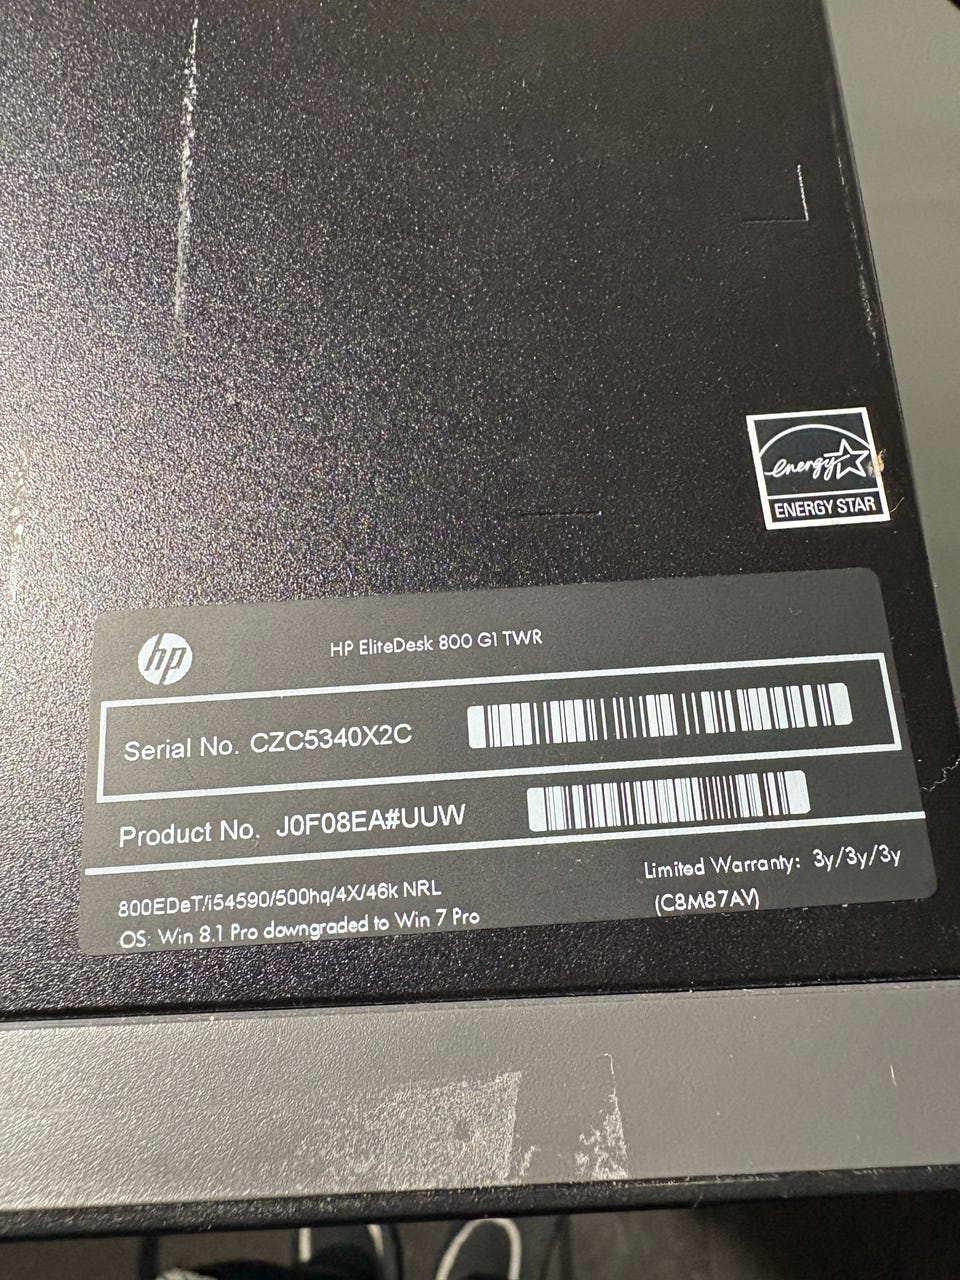 energy
ENERGY STAR
hp
HP EliteDesk 800 G1 TWR
Serial No. CZC5340X2C
Product No. J0F08EA#UUW
800EDeT/i54590/500hq/4X/46k NRL
Limited Warranty: 3y/3y/3y
OS: Win 8.1 Pro downgraded to Win 7 Pro
(C8M87AV)